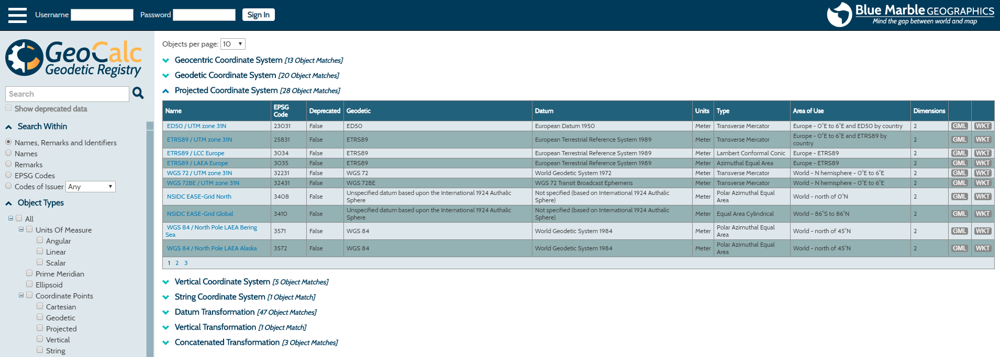 Username Password Sign In
Blue Marble GEOGRAPHICS
Mind the gap between world and map
GeoCalc
Geodetic Registry
Search
Show deprecated data
Search Within
Names, Remarks and Identifiers
Names
Remarks
EPSG Codes
Codes of Issuer Any
Object Types
All
Units Of Measure
Angular
Linear
Scalar
Prime Meridian
Ellipsoid
Coordinate Points
Cartesian
Geodetic
Projected
Vertical
String
Objects per page: 10
Geocentric Coordinate System [13 Object Matches]
Geodetic Coordinate System [20 Object Matches]
Projected Coordinate System [28 Object Matches]
Name EPSG Code Deprecated Geodetic Datum Units Type Area of Use Dimensions
ED50 / UTM zone 31N 23031 False ED50 European Datum 1950 Meter Transverse Mercator Europe - 0°E to 6°E and ED50 by country 2 GML WKT
ETRS89 / UTM zone 31N 25831 False ETRS89 European Terrestrial Reference System 1989 Meter Transverse Mercator Europe - 0°E to 6°E and ETRS89 by country 2 GML WKT
ETRS89 / LCC Europe 3034 False ETRS89 European Terrestrial Reference System 1989 Meter Lambert Conformal Conic Europe - ETRS89 2 GML WKT
ETRS89 / LAEA Europe 3035 False ETRS89 European Terrestrial Reference System 1989 Meter Azimuthal Equal Area Europe - ETRS89 2 GML WKT
WGS 72 / UTM zone 31N 32231 False WGS 72 World Geodetic System 1972 Meter Transverse Mercator World - N hemisphere - 0°E to 6°E 2 GML WKT
WGS 72BE / UTM zone 31N 32431 False WGS 72BE WGS 72 Transit Broadcast Ephemeris Meter Transverse Mercator World - N hemisphere - 0°E to 6°E 2 GML WKT
NSIDC EASE-Grid North 3408 False Unspecified datum based upon the International 1924 Authalic Sphere Not specified (based on International 1924 Authalic Sphere) Meter Polar Azimuthal Equal Area World - north of 0°N 2 GML WKT
NSIDC EASE-Grid Global 3410 False Unspecified datum based upon the International 1924 Authalic Sphere Not specified (based on International 1924 Authalic Sphere) Meter Equal Area Cylindrical World - 86°S to 86°N 2 GML WKT
WGS 84 / North Pole LAEA Bering Sea 3571 False WGS 84 World Geodetic System 1984 Meter Polar Azimuthal Equal Area World - north of 45°N 2 GML WKT
WGS 84 / North Pole LAEA Alaska 3572 False WGS 84 World Geodetic System 1984 Meter Polar Azimuthal Equal Area World - north of 45°N 2 GML WKT
1 2 3
Vertical Coordinate System [5 Object Matches]
String Coordinate System [1 Object Match]
Datum Transformation [47 Object Matches]
Vertical Transformation [1 Object Match]
Concatenated Transformation [3 Object Matches]